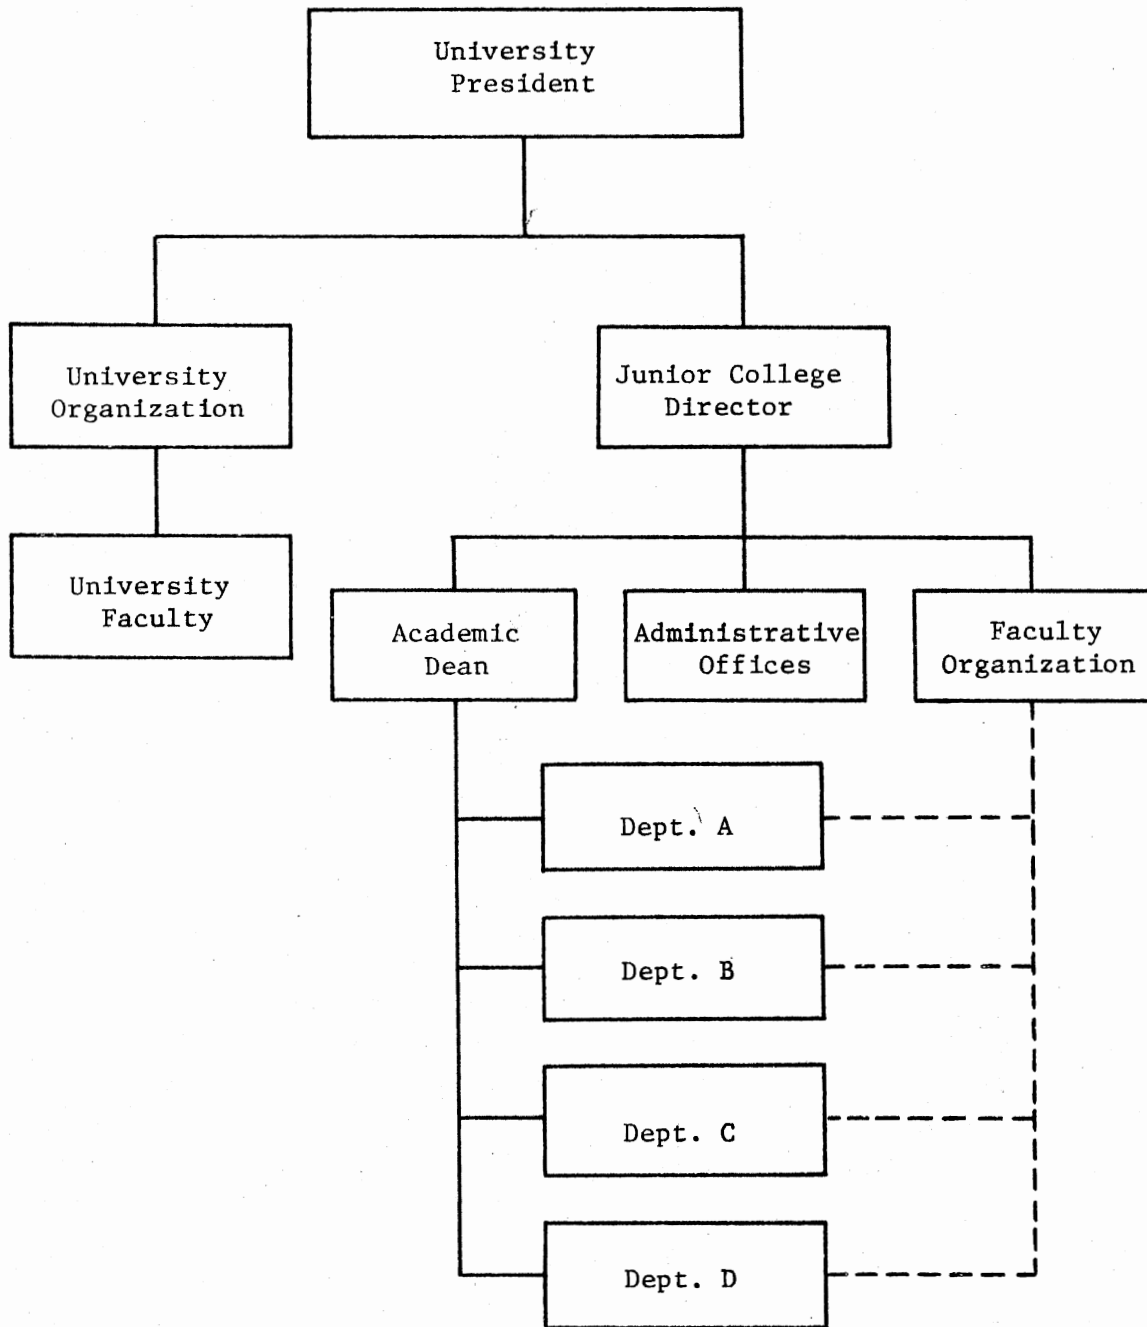 University
President
University
Organization
Junior College
Director
University
Faculty
Academic
Dean
Administrative
Offices
Faculty
Organization
Dept. A
Dept. B
Dept. C
Dept. D